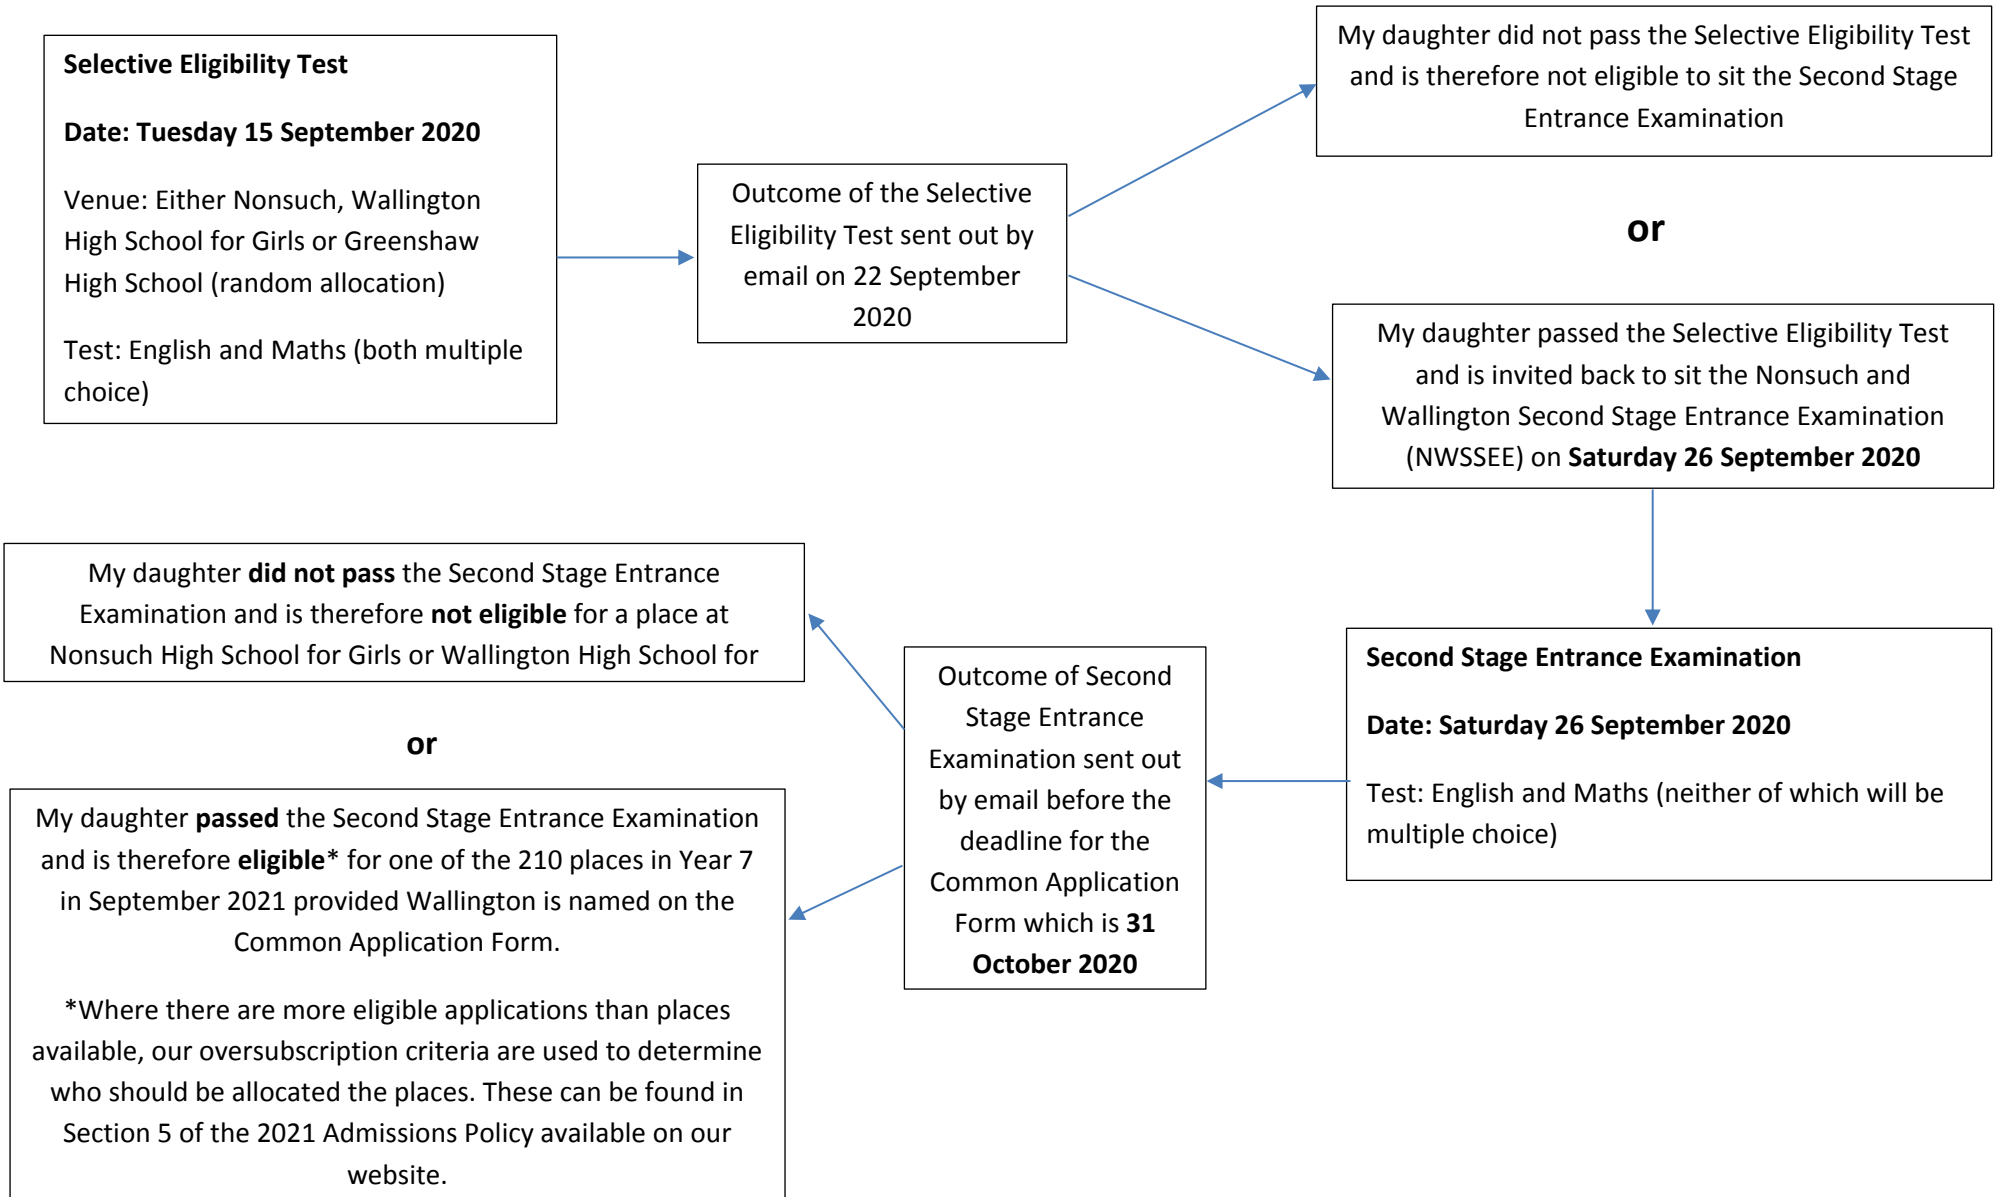 Selective Eligibility Test
Date: Tuesday 15 September 2020
Venue: Either Nonsuch, Wallington
High School for Girls or Greenshaw
High School (random allocation)
Test: English and Maths (both multiple
choice)
Outcome of the Selective
Eligibility Test sent out by
email on 22 September
2020
My daughter did not pass the Selective Eligibility Test
and is therefore not eligible to sit the Second Stage
Entrance Examination
or
My daughter passed the Selective Eligibility Test
and is invited back to sit the Nonsuch and
Wallington Second Stage Entrance Examination
(NWSSEE) on Saturday 26 September 2020
Second Stage Entrance Examination
Date: Saturday 26 September 2020
Test: English and Maths (neither of which will be
multiple choice)
Outcome of Second
Stage Entrance
Examination sent out
by email before the
deadline for the
Common Application
Form which is 31
October 2020
My daughter did not pass the Second Stage Entrance
Examination and is therefore not eligible for a place at
Nonsuch High School for Girls or Wallington High School for
or
My daughter passed the Second Stage Entrance Examination
and is therefore eligible* for one of the 210 places in Year 7
in September 2021 provided Wallington is named on the
Common Application Form.
*Where there are more eligible applications than places
available, our oversubscription criteria are used to determine
who should be allocated the places. These can be found in
Section 5 of the 2021 Admissions Policy available on our
website.